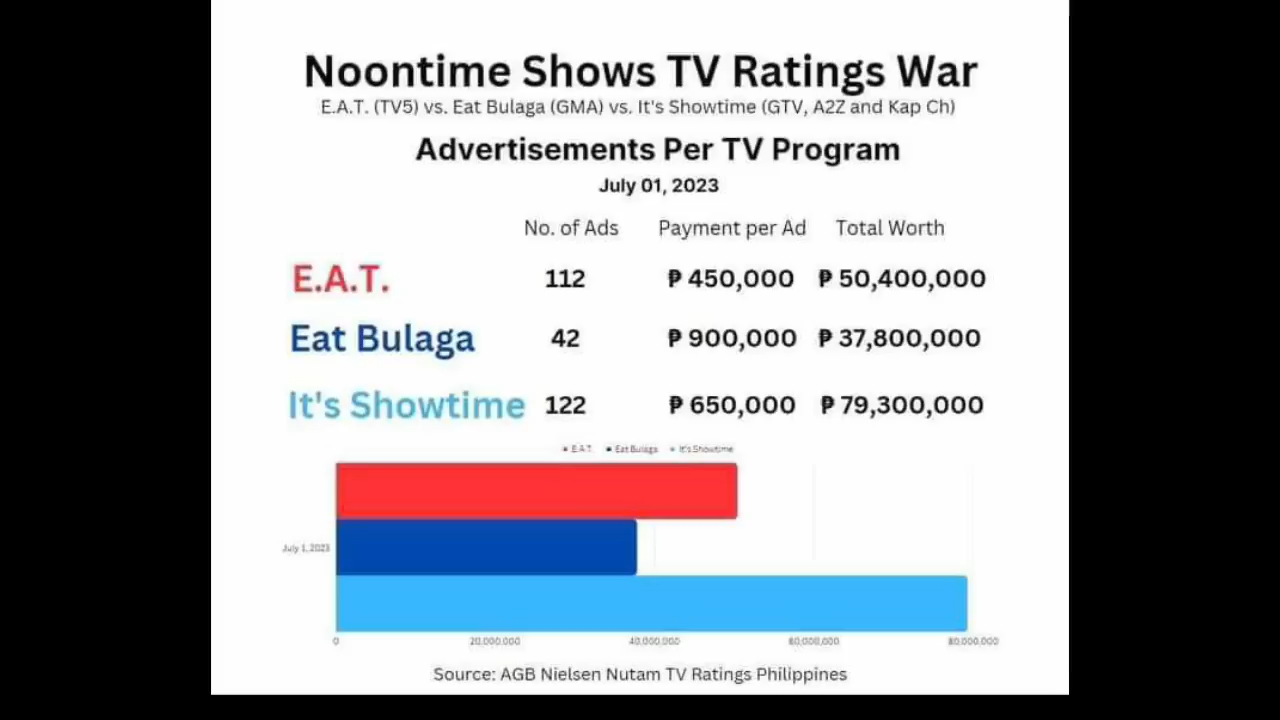 Noontime Shows TV Ratings War
E.A.T. (TV5) vs. Eat Bulaga (GMA) vs. It's Showtime (GTV, A2Z and Kap Ch)
Advertisements Per TV Program
July 01, 2023
No. of Ads Payment per Ad Total Worth
E.A.T. 112 ₱ 450,000 ₱ 50,400,000
Eat Bulaga 42 ₱ 900,000 ₱ 37,800,000
It's Showtime 122 ₱ 650,000 ₱ 79,300,000
E.A.T. Eat Bulaga It's Showtime
July 1, 2023
0 20,000,000 40,000,000 60,000,000 80,000,000
Source: AGB Nielsen Nutam TV Ratings Philippines